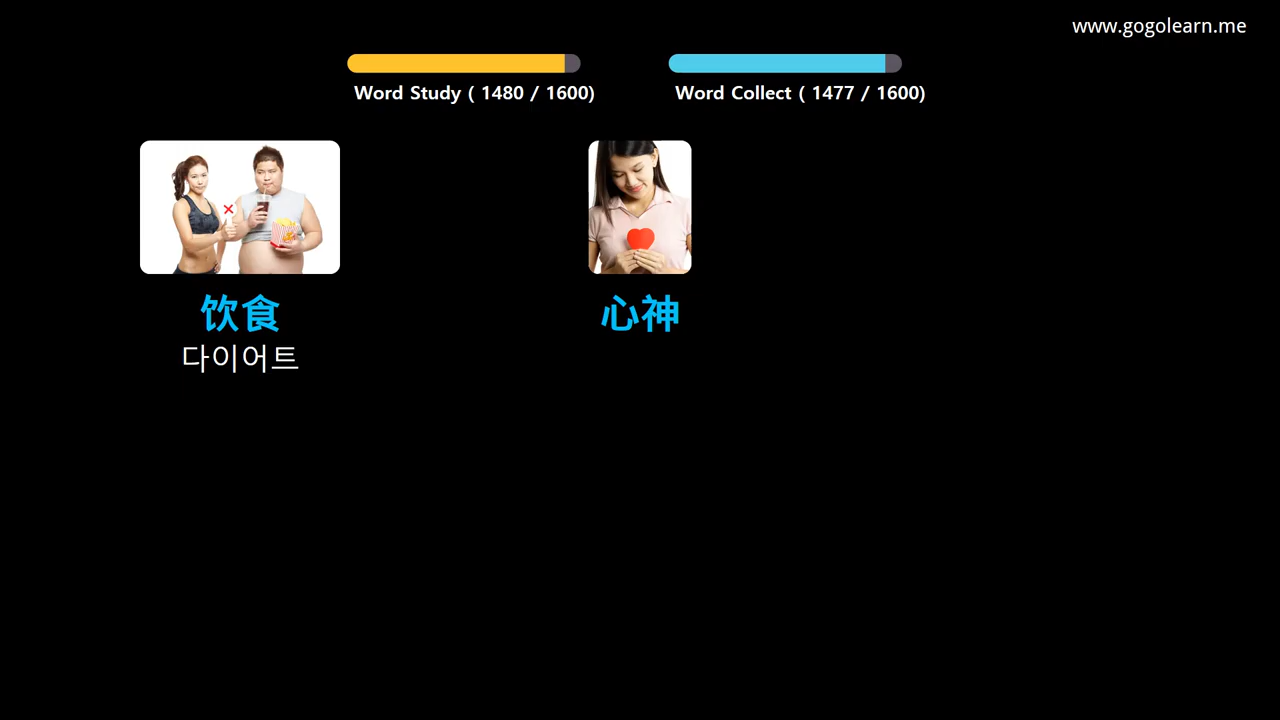 www.gogolearn.me
Word Study ( 1480 / 1600)
Word Collect ( 1477 / 1600)
饮食
心神
다이어트